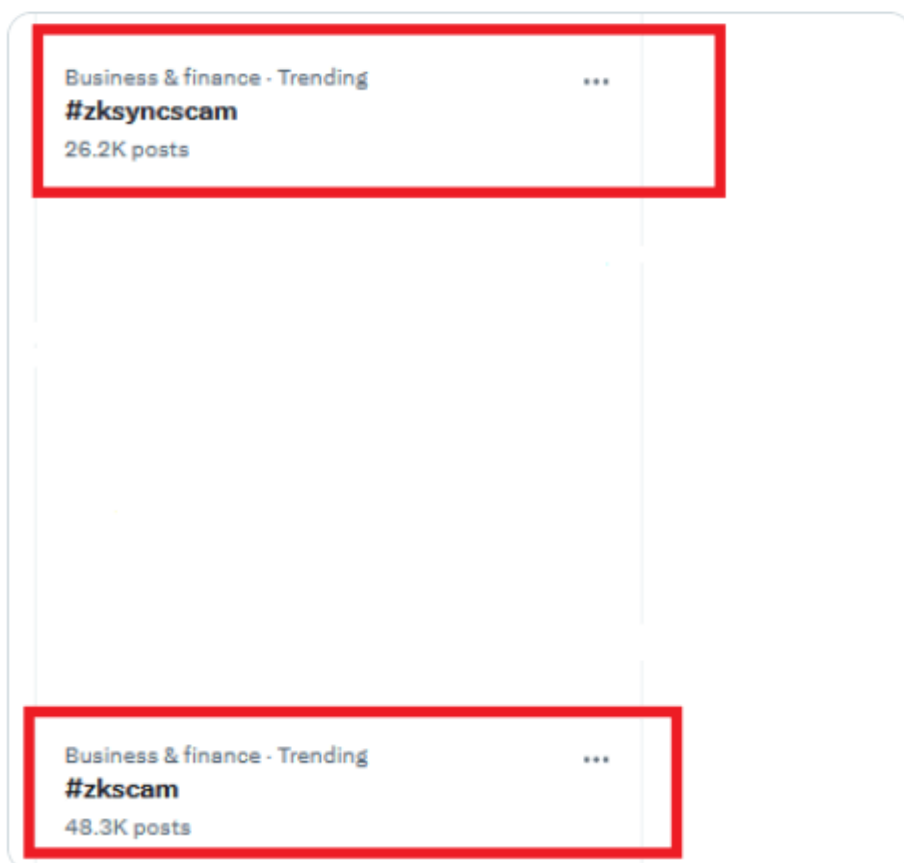 Business & finance · Trending
#zksyncscam
26.2K posts
Business & finance · Trending
#zkscam
48.3K posts